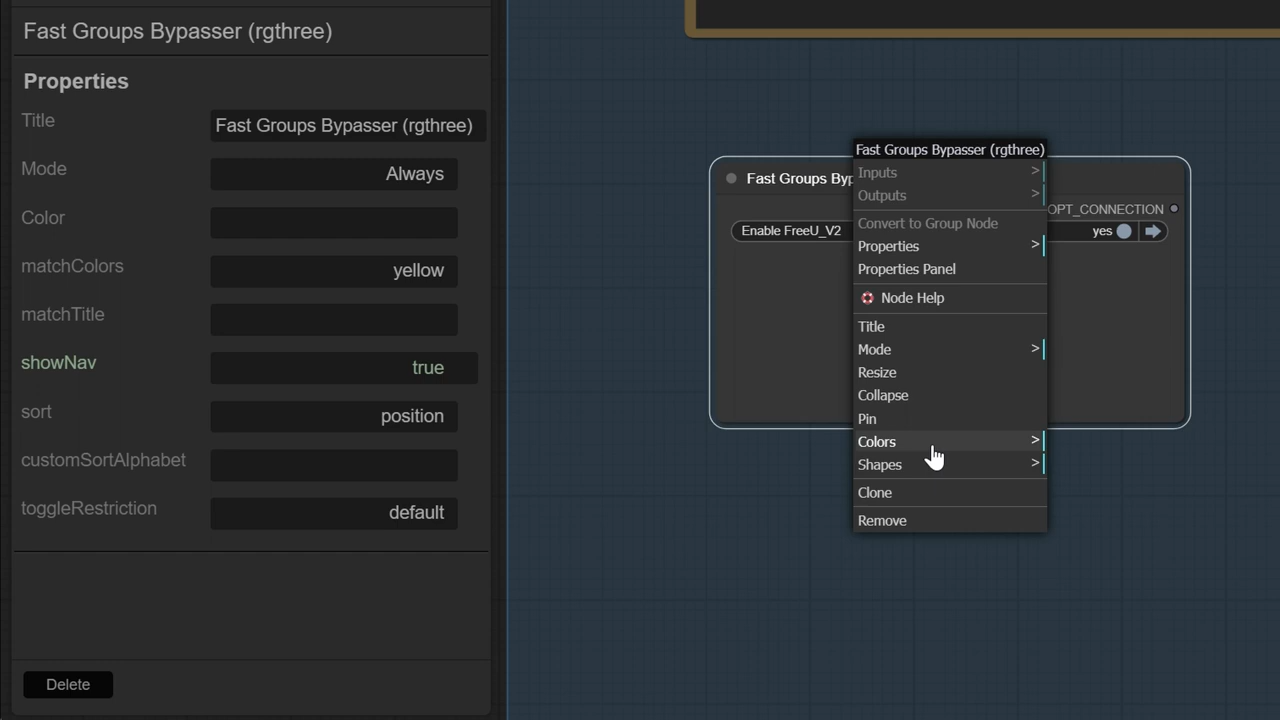 Fast Groups Bypasser (rgthree)
Properties
Title Fast Groups Bypasser (rgthree)
Mode Always
Color
matchColors yellow
matchTitle
showNav true
sort position
customSortAlphabet
toggleRestriction default
Delete
Fast Groups Byp
OPT_CONNECTION
Enable FreeU_V2 yes
Fast Groups Bypasser (rgthree)
Inputs >
Outputs >
Convert to Group Node
Properties >
Properties Panel
Node Help
Title
Mode >
Resize
Collapse
Pin
Colors >
Shapes >
Clone
Remove